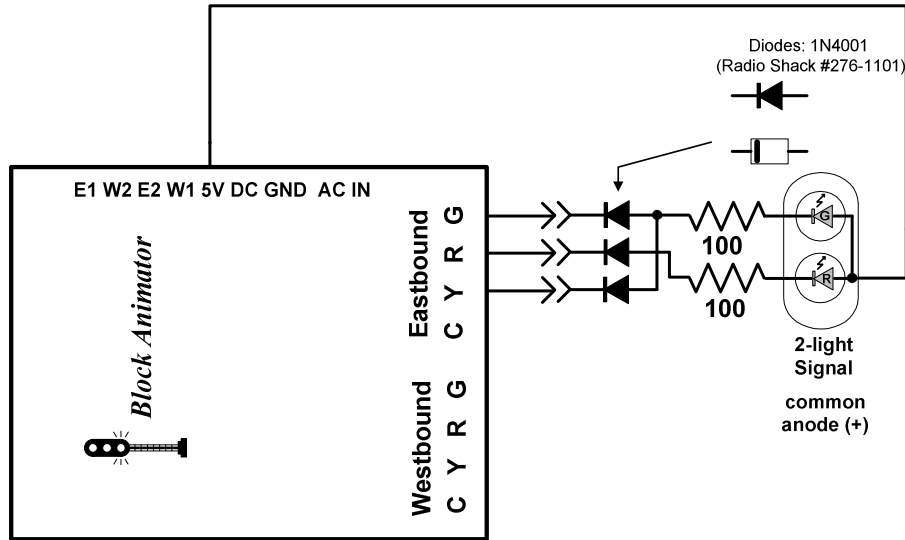 Diodes: 1N4001
(Radio Shack #276-1101)
E1 W2 E2 W1 5V DC GND AC IN
Eastbound
C Y R G
100
100
G
R
2-light
Signal
common
anode (+)
Block Animator
Westbound
C Y R G